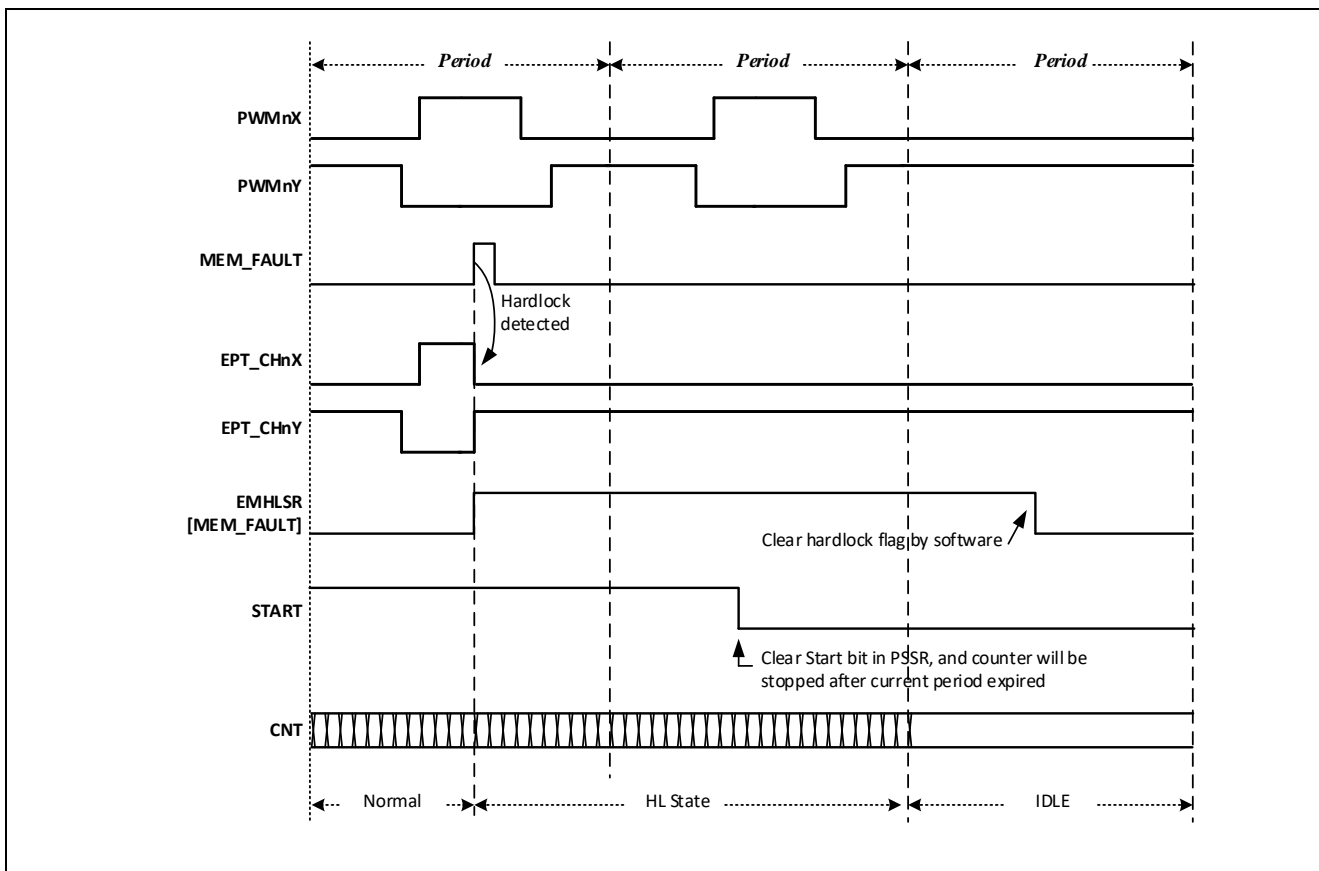 Period Period Period
PWMnX
PWMnY
MEM_FAULT
Hardlock
detected
EPT_CHnX
EPT_CHnY
EMHLSR
[MEM_FAULT]
Clear hardlock flag by software
START
Clear Start bit in PSSR, and counter will be
stopped after current period expired
CNT
Normal HL State IDLE